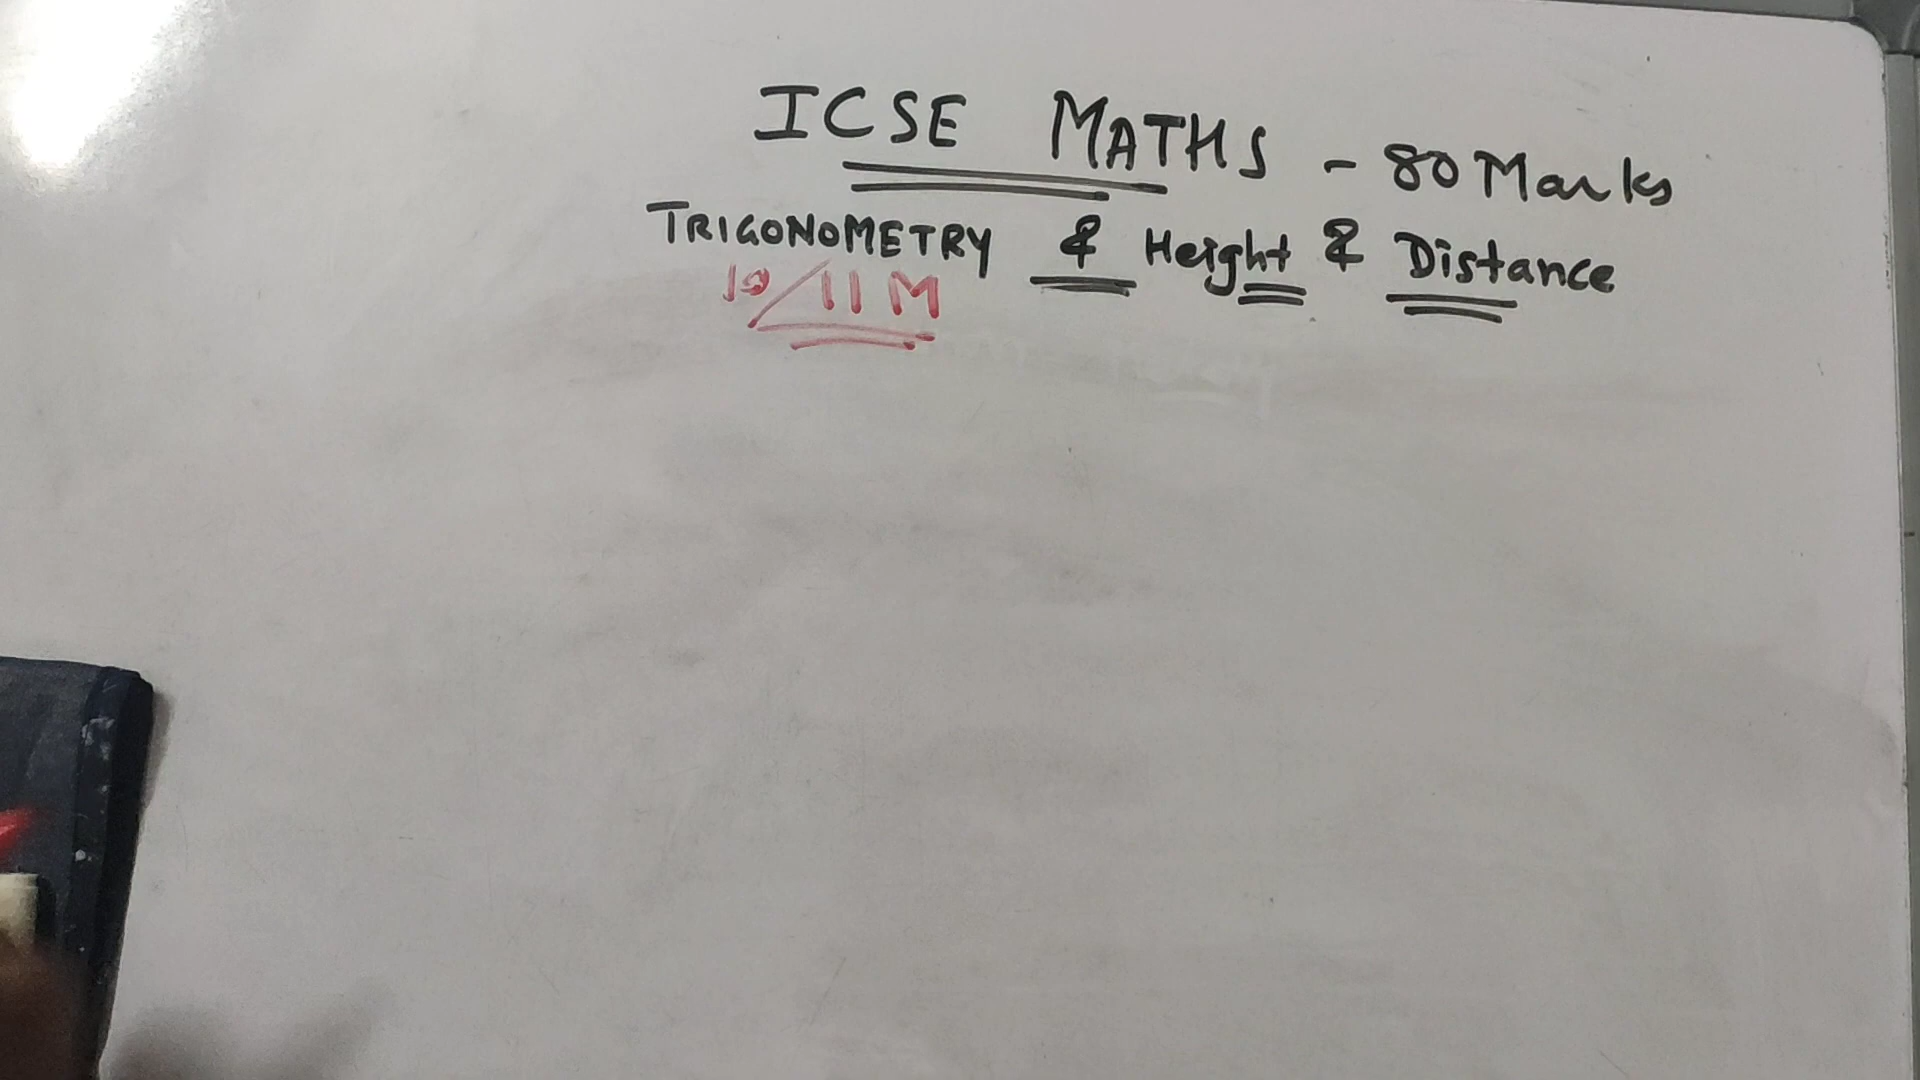 ICSE MATHS - 80 Marks
TRIGONOMETRY & Height & Distance
10/11 M